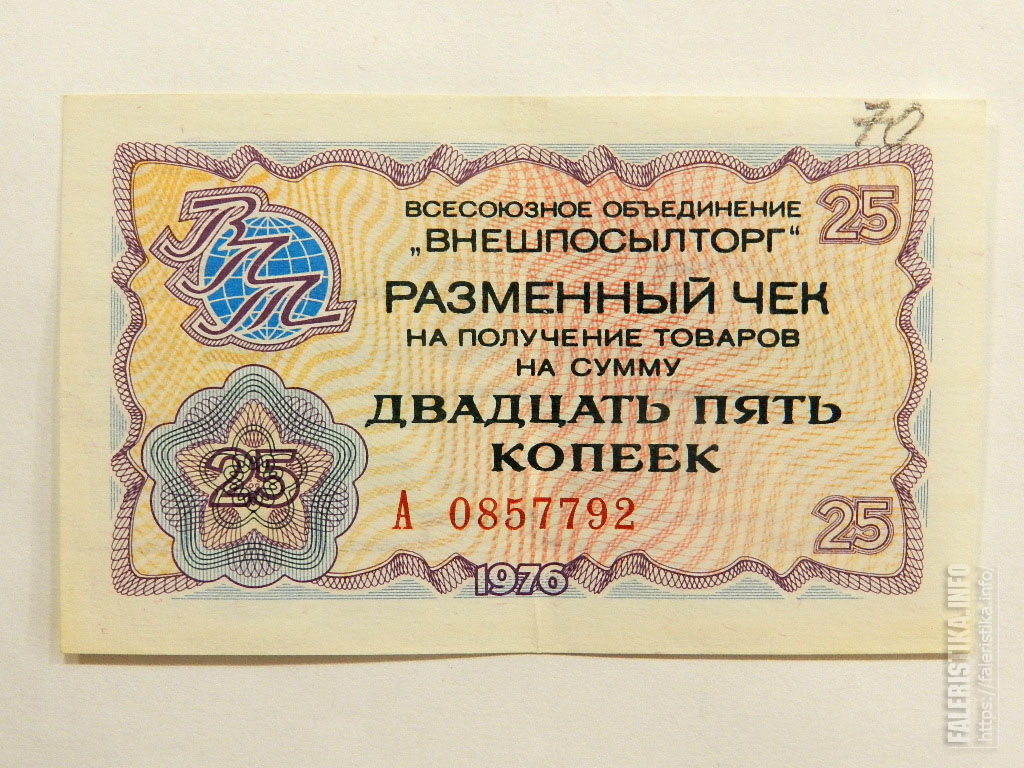 70
ВПТ
25
ВСЕСОЮЗНОЕ ОБЪЕДИНЕНИЕ
„ВНЕШПОСЫЛТОРГ“
РАЗМЕННЫЙ ЧЕК
НА ПОЛУЧЕНИЕ ТОВАРОВ
НА СУММУ
ДВАДЦАТЬ ПЯТЬ
КОПЕЕК
25
А 0857792
25
1976
FALERISTIKA.INFO
https://faleristika.info/